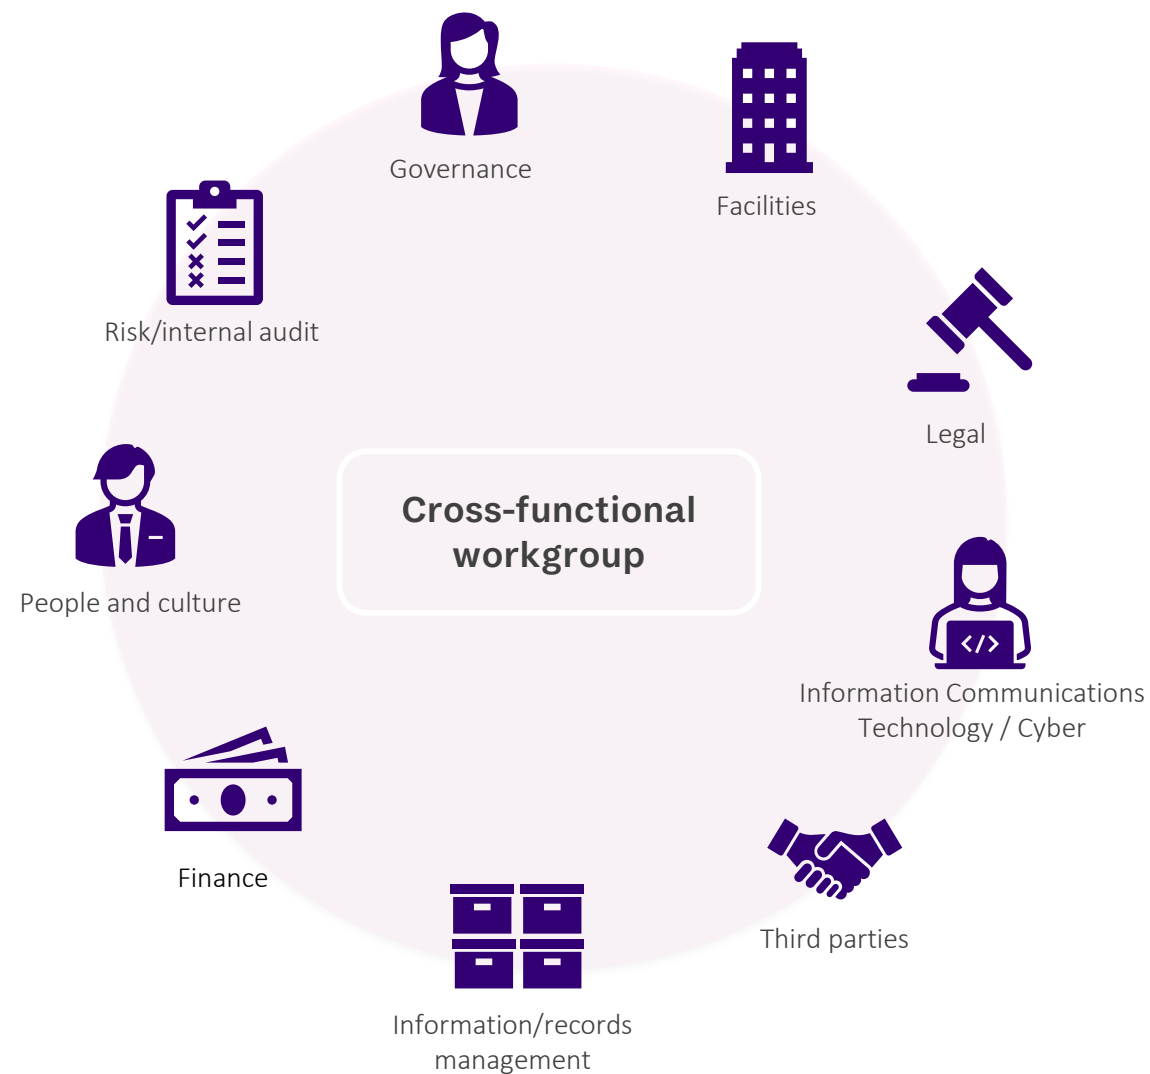 Governance
Facilities
Risk/internal audit
Legal
Cross-functional
workgroup
People and culture
</>
Information Communications
Technology / Cyber
Finance
Third parties
Information/records
management